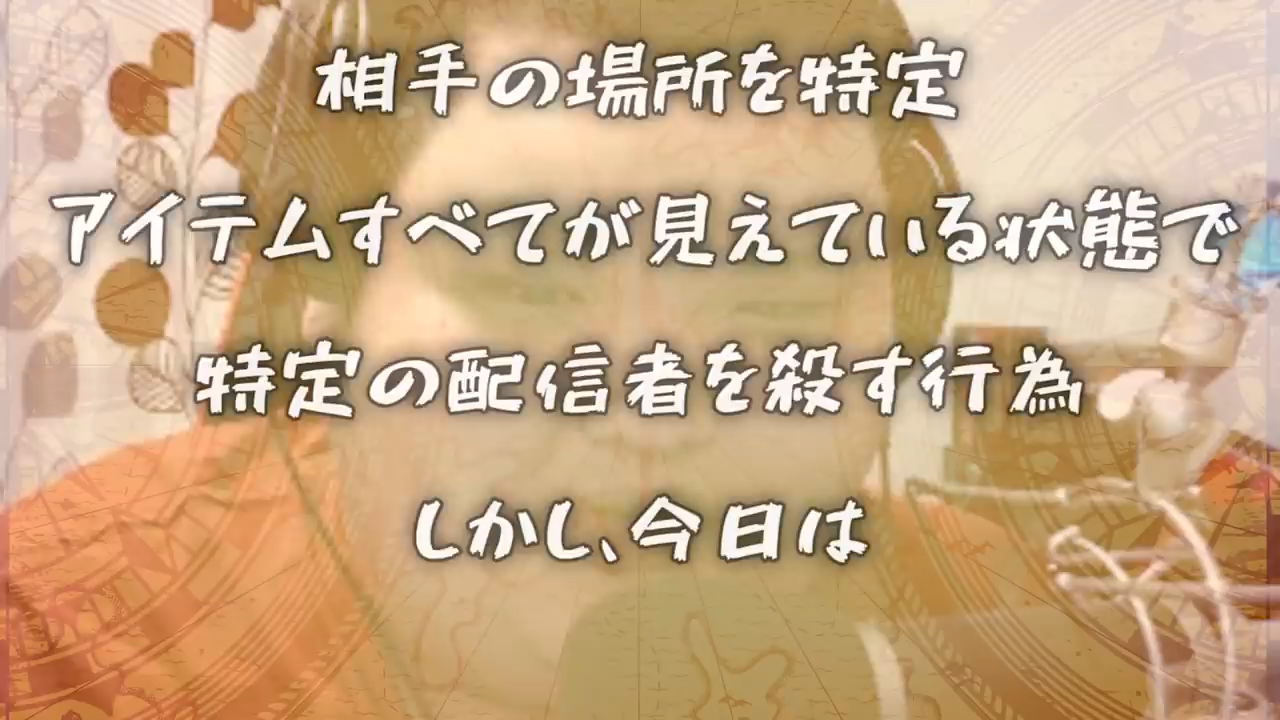 相手の場所を特定
アイテムすべてが見えている状態で
特定の配信者を殺す行為
しかし、今日は